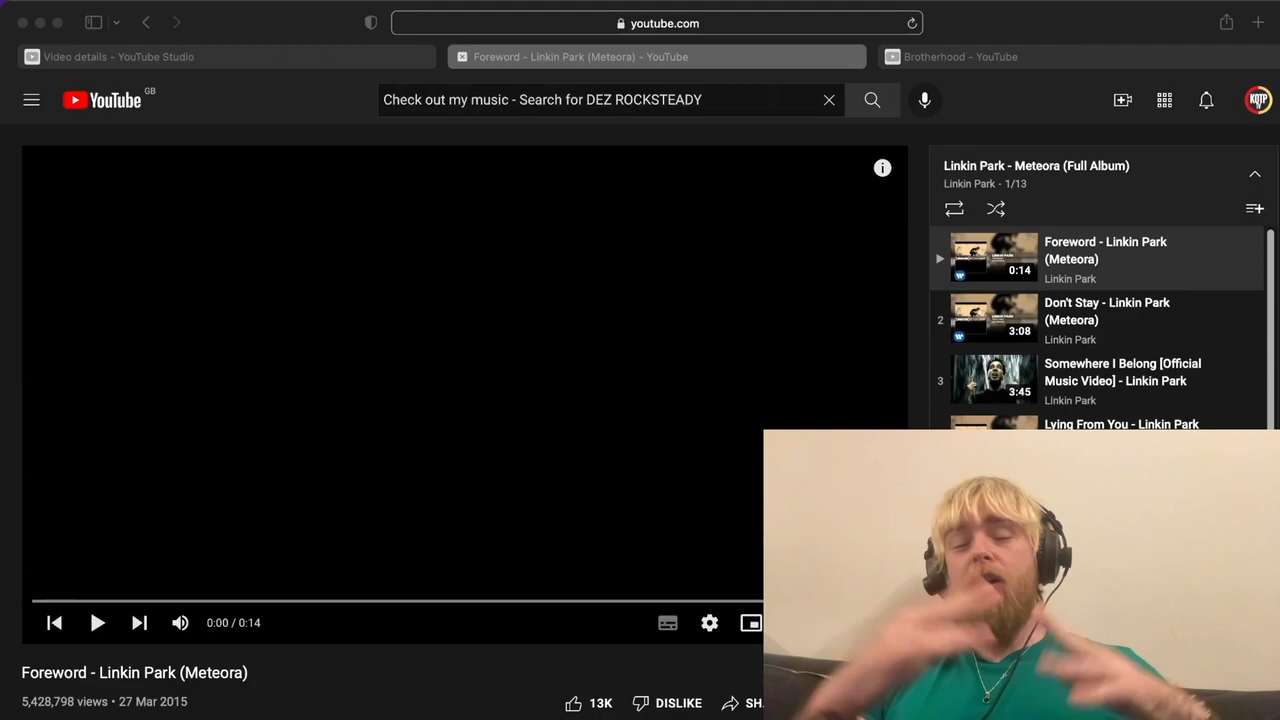 youtube.com
Video details - YouTube Studio
Foreword - Linkin Park (Meteora) - YouTube
Brotherhood - YouTube
YouTube GB
Check out my music - Search for DEZ ROCKSTEADY
KQTP
Linkin Park - Meteora (Full Album)
Linkin Park - 1/13
Foreword - Linkin Park
(Meteora)
Linkin Park
0:14
2
Don't Stay - Linkin Park
(Meteora)
Linkin Park
3:08
3
Somewhere I Belong [Official
Music Video] - Linkin Park
Linkin Park
3:45
Lying From You - Linkin Park
0:00 / 0:14
Foreword - Linkin Park (Meteora)
5,428,798 views • 27 Mar 2015
13K
DISLIKE
SH